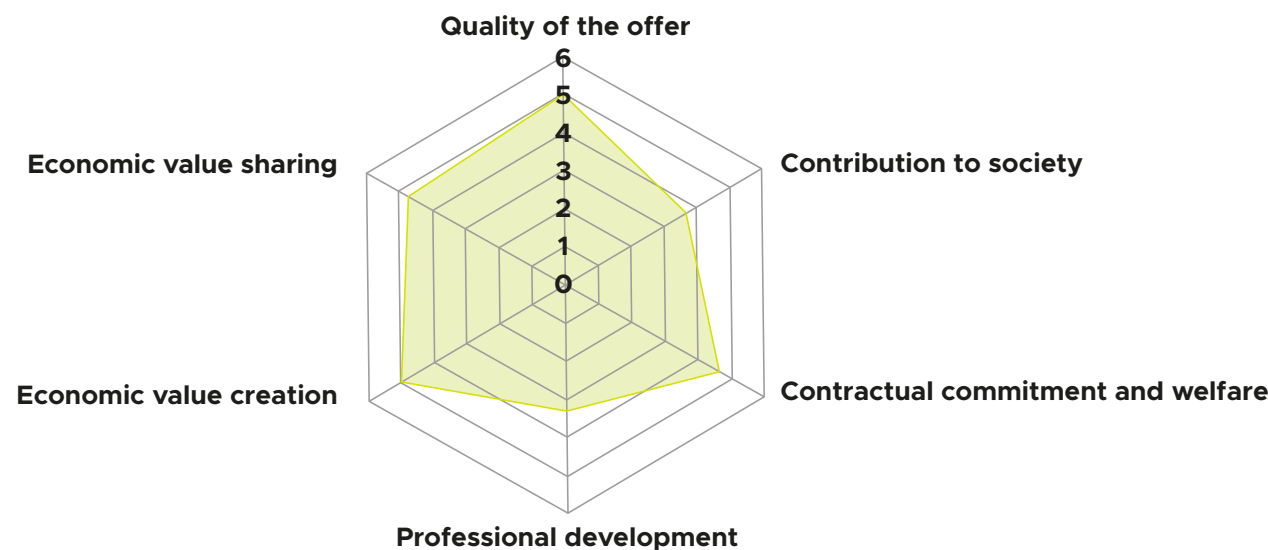 Quality of the offer
6
5
4
3
2
1
0
Economic value sharing
Contribution to society
Economic value creation
Contractual commitment and welfare
Professional development